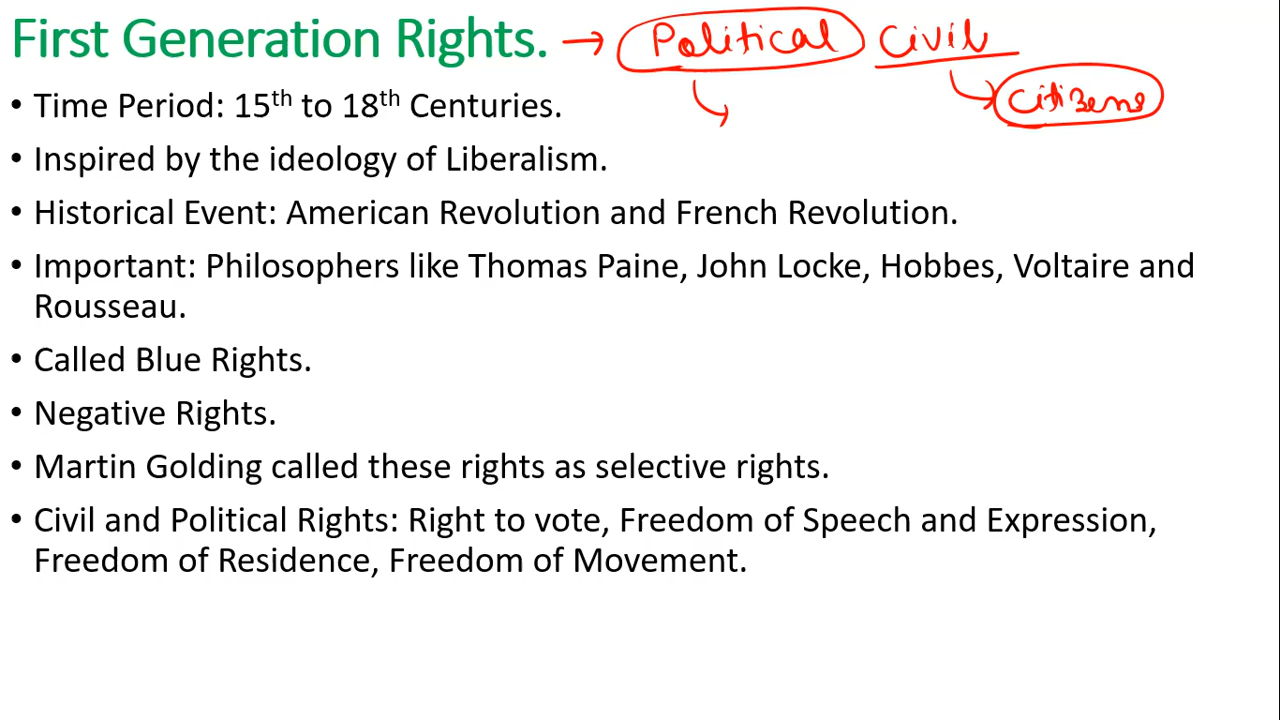 First Generation Rights. → Political Civil
Citizens
• Time Period: 15th to 18th Centuries.
• Inspired by the ideology of Liberalism.
• Historical Event: American Revolution and French Revolution.
• Important: Philosophers like Thomas Paine, John Locke, Hobbes, Voltaire and
Rousseau.
• Called Blue Rights.
• Negative Rights.
• Martin Golding called these rights as selective rights.
• Civil and Political Rights: Right to vote, Freedom of Speech and Expression,
Freedom of Residence, Freedom of Movement.